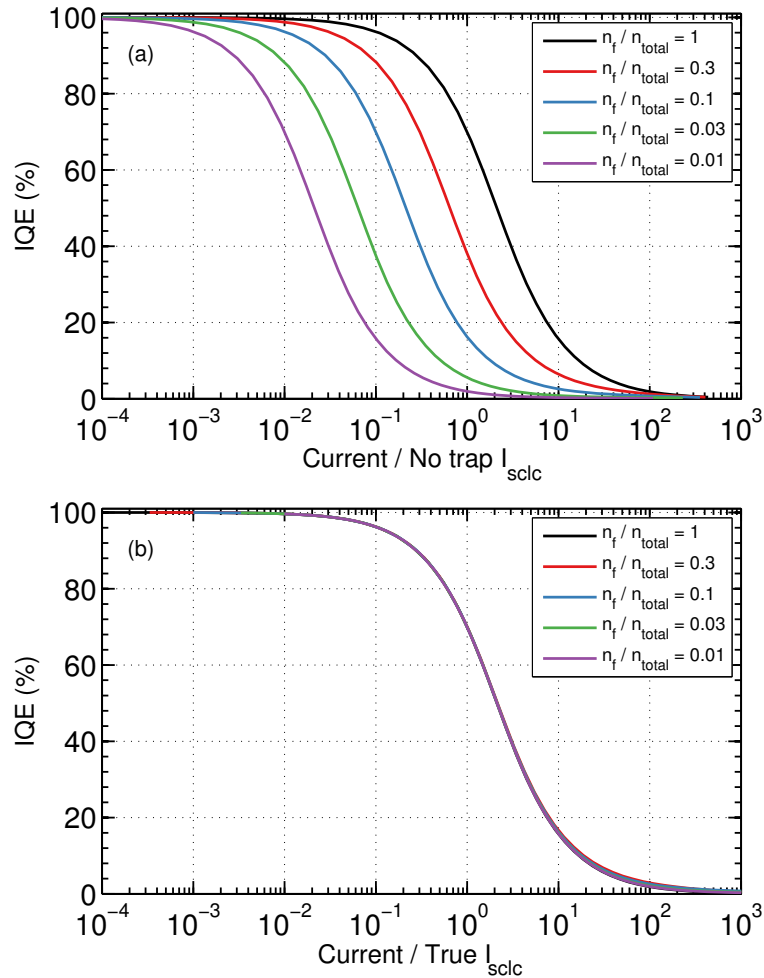 (a)
n_f / n_total = 1
n_f / n_total = 0.3
n_f / n_total = 0.1
n_f / n_total = 0.03
n_f / n_total = 0.01
IQE (%)
100
80
60
40
20
0
10^−4 10^−3 10^−2 10^−1 10^0 10^1 10^2 10^3
Current / No trap I_sclc
(b)
n_f / n_total = 1
n_f / n_total = 0.3
n_f / n_total = 0.1
n_f / n_total = 0.03
n_f / n_total = 0.01
IQE (%)
100
80
60
40
20
0
10^−4 10^−3 10^−2 10^−1 10^0 10^1 10^2 10^3
Current / True I_sclc